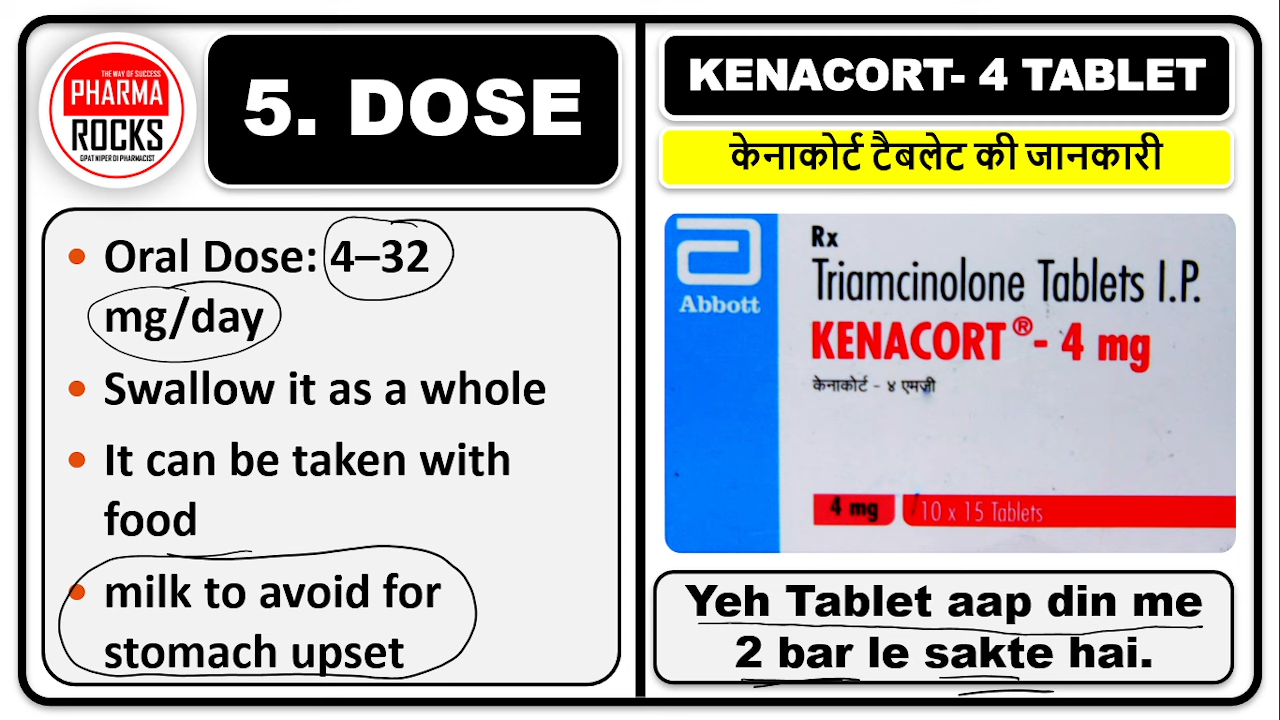 THE WAY OF SUCCESS
PHARMA
ROCKS
GPAT NIPER DI PHARMACIST
5. DOSE
• Oral Dose: 4–32
mg/day
• Swallow it as a whole
• It can be taken with
food
• milk to avoid for
stomach upset
KENACORT- 4 TABLET
केनाकोर्ट टैबलेट की जानकारी
Abbott
Rx
Triamcinolone Tablets I.P.
KENACORT®- 4 mg
केनाकोर्ट - ४ एमजी
4 mg
10 x 15 Tablets
Yeh Tablet aap din me
2 bar le sakte hai.